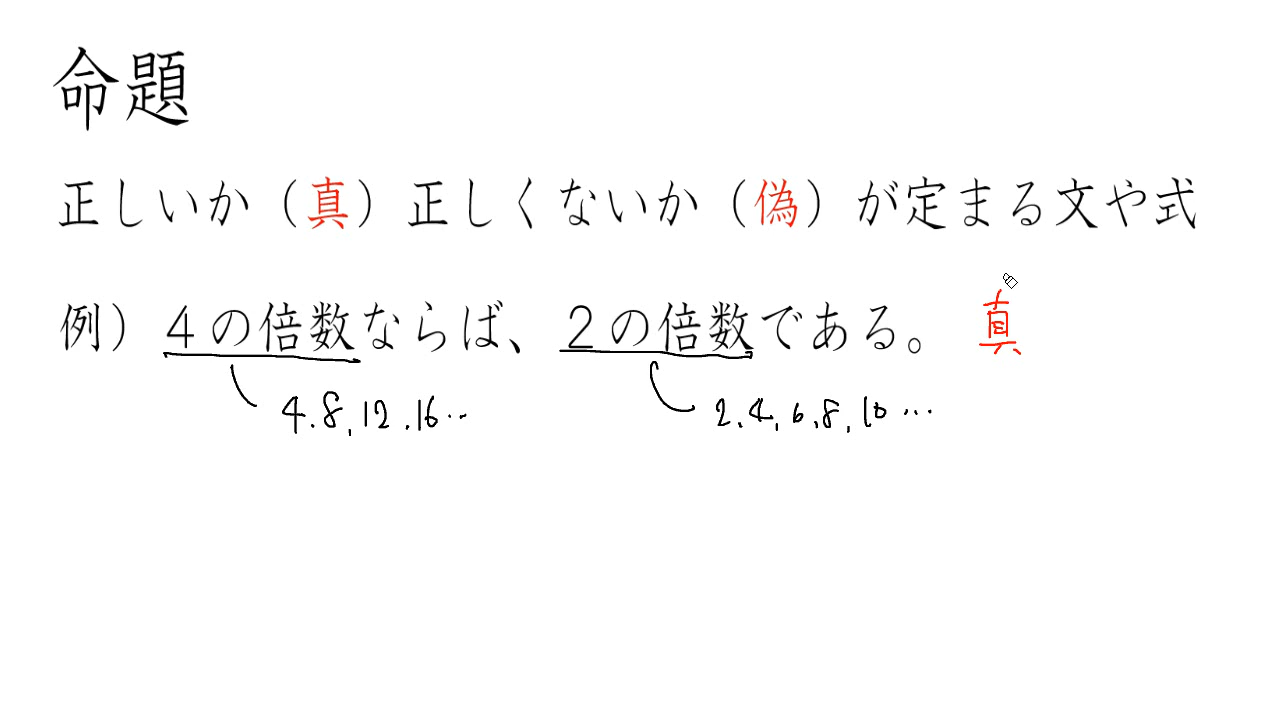 命題
正しいか（真）正しくないか（偽）が定まる文や式
例）４の倍数ならば、２の倍数である。 真
4.8,12.16… 2.4,6.8,10…